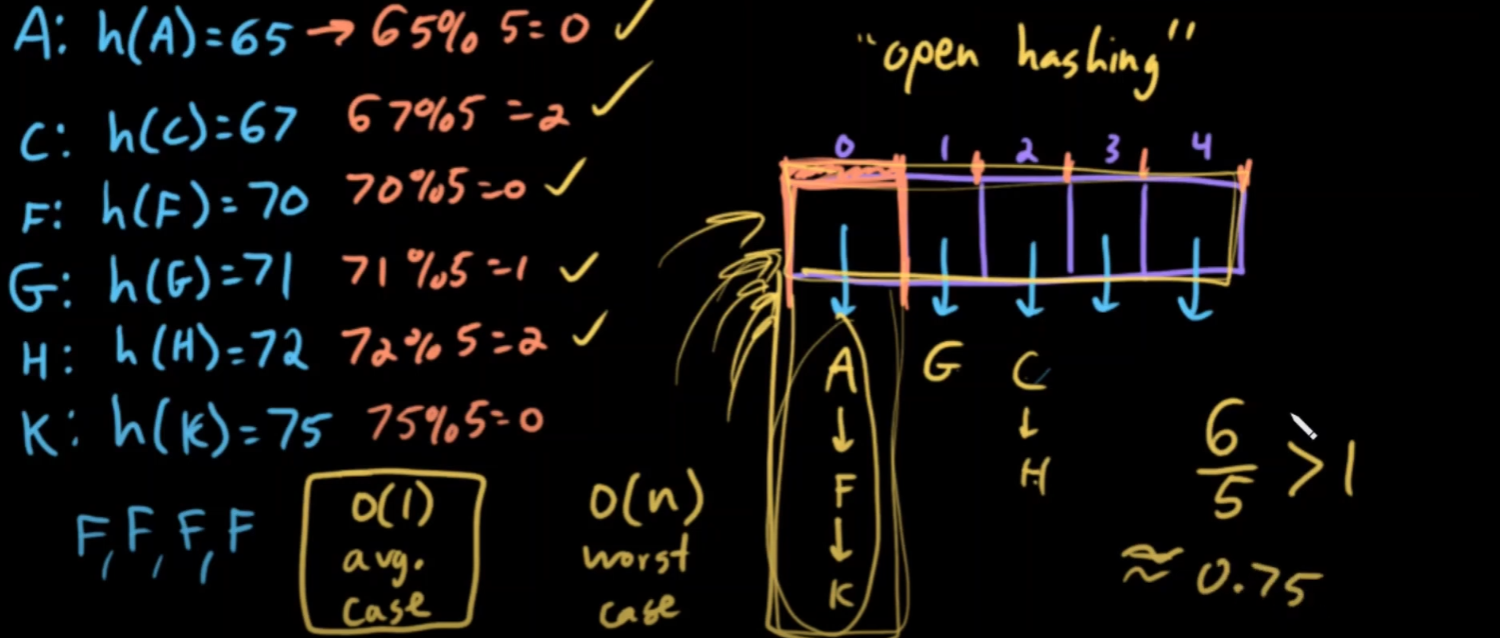 A: h(A)=65 → 65% 5=0 ✓
C: h(C)=67 67%5 =2 ✓
F: h(F)=70 70%5=0 ✓
G: h(G)=71 71%5=1 ✓
H: h(H)=72 72%5=2 ✓
K: h(K)=75 75%5=0
F, F, F, F
O(1)
avg.
case
O(n)
worst
case
"open hashing"
0 1 2 3 4
A G C
↓ ↓
F H
↓
K
6/5 >1
≈ 0.75